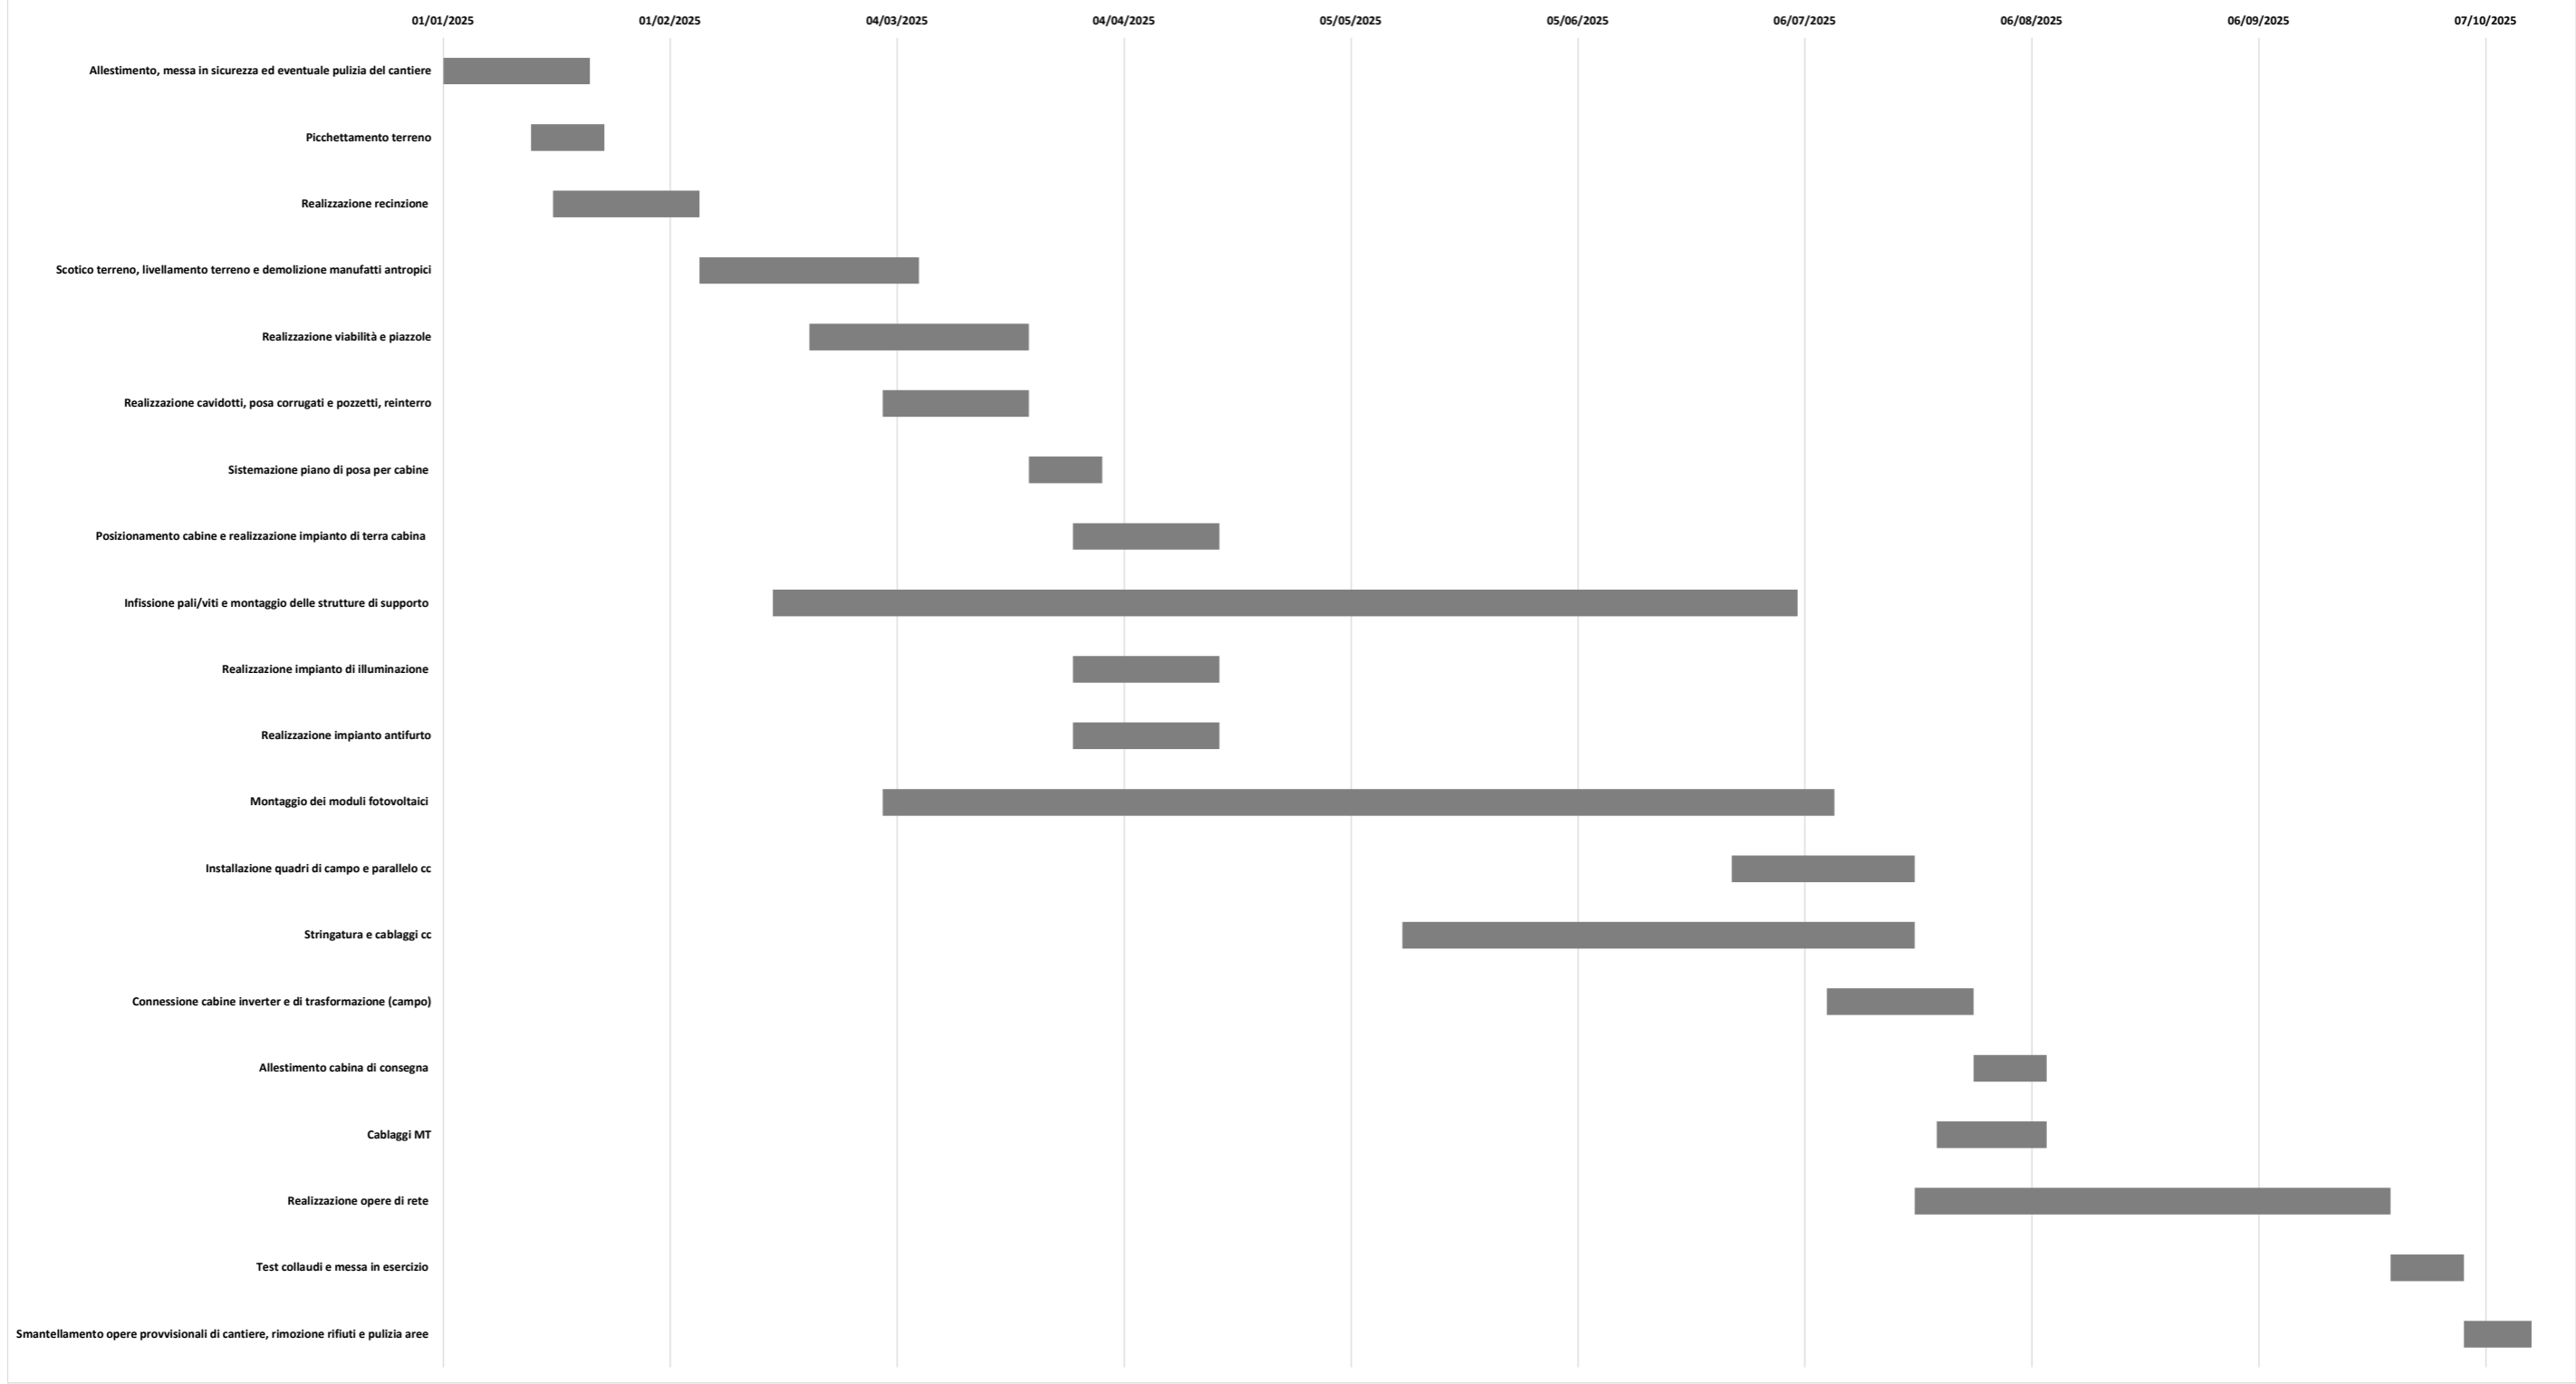 01/01/2025 01/02/2025 04/03/2025 04/04/2025 05/05/2025 05/06/2025 06/07/2025 06/08/2025 06/09/2025 07/10/2025
Allestimento, messa in sicurezza ed eventuale pulizia del cantiere
Picchettamento terreno
Realizzazione recinzione
Scotico terreno, livellamento terreno e demolizione manufatti antropici
Realizzazione viabilità e piazzole
Realizzazione cavidotti, posa corrugati e pozzetti, reinterro
Sistemazione piano di posa per cabine
Posizionamento cabine e realizzazione impianto di terra cabina
Infissione pali/viti e montaggio delle strutture di supporto
Realizzazione impianto di illuminazione
Realizzazione impianto antifurto
Montaggio dei moduli fotovoltaici
Installazione quadri di campo e parallelo cc
Stringatura e cablaggi cc
Connessione cabine inverter e di trasformazione (campo)
Allestimento cabina di consegna
Cablaggi MT
Realizzazione opere di rete
Test collaudi e messa in esercizio
Smantellamento opere provvisionali di cantiere, rimozione rifiuti e pulizia aree